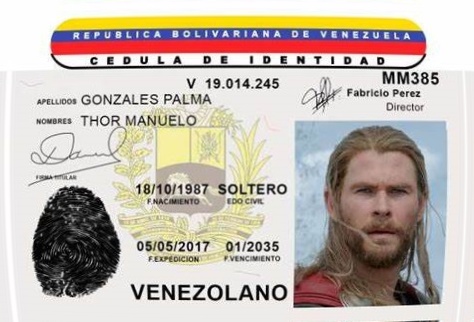 REPUBLICA BOLIVARIANA DE VENEZUELA
CEDULA DE IDENTIDAD
V 19.014.245
MM385
APELLIDOS GONZALES PALMA
Fabricio Perez
NOMBRES THOR MANUELO
Director
FIRMA TITULAR
18/10/1987 SOLTERO
F.NACIMIENTO EDO CIVIL
05/05/2017 01/2035
F.EXPEDICION F.VENCIMIENTO
VENEZOLANO